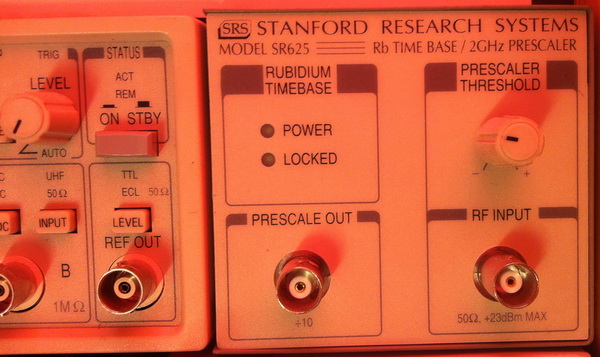 TRIG
LEVEL
AUTO
UHF
50Ω
INPUT
B
1MΩ
STATUS
ACT
REM
ON STBY
TTL
ECL 50Ω
LEVEL
REF OUT
SRS STANFORD RESEARCH SYSTEMS
MODEL SR625 Rb TIME BASE / 2GHz PRESCALER
RUBIDIUM
TIMEBASE
POWER
LOCKED
PRESCALER
THRESHOLD
− +
PRESCALE OUT
÷10
RF INPUT
50Ω, +23dBm MAX